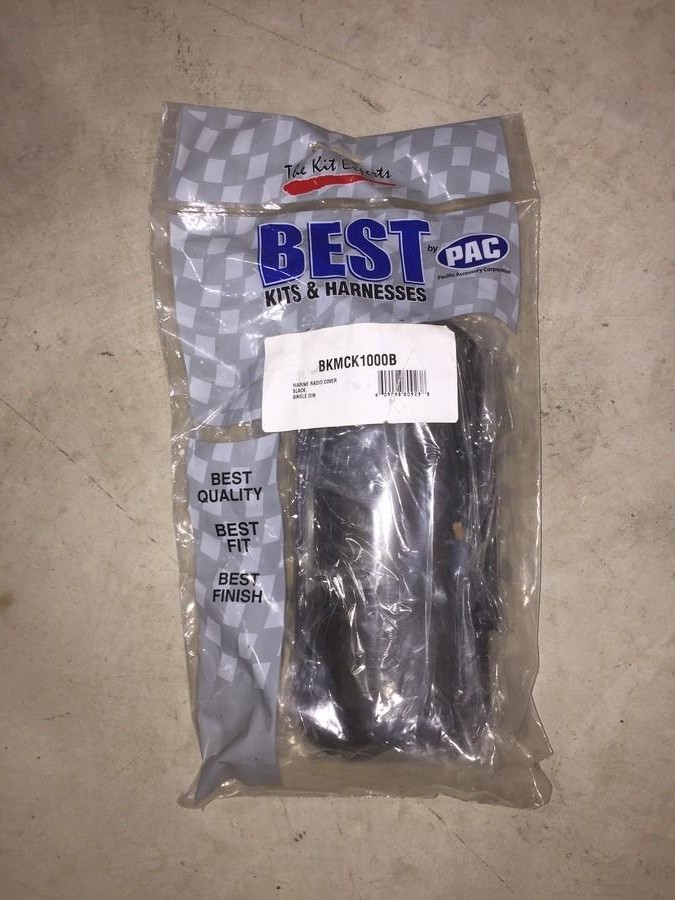 The Kit Experts
BEST
by PAC
Pacific Accessory Corporation
KITS & HARNESSES
BKMCK1000B
MARINE RADIO COVER
BLACK
SINGLE DIN
BEST
QUALITY
BEST
FIT
BEST
FINISH